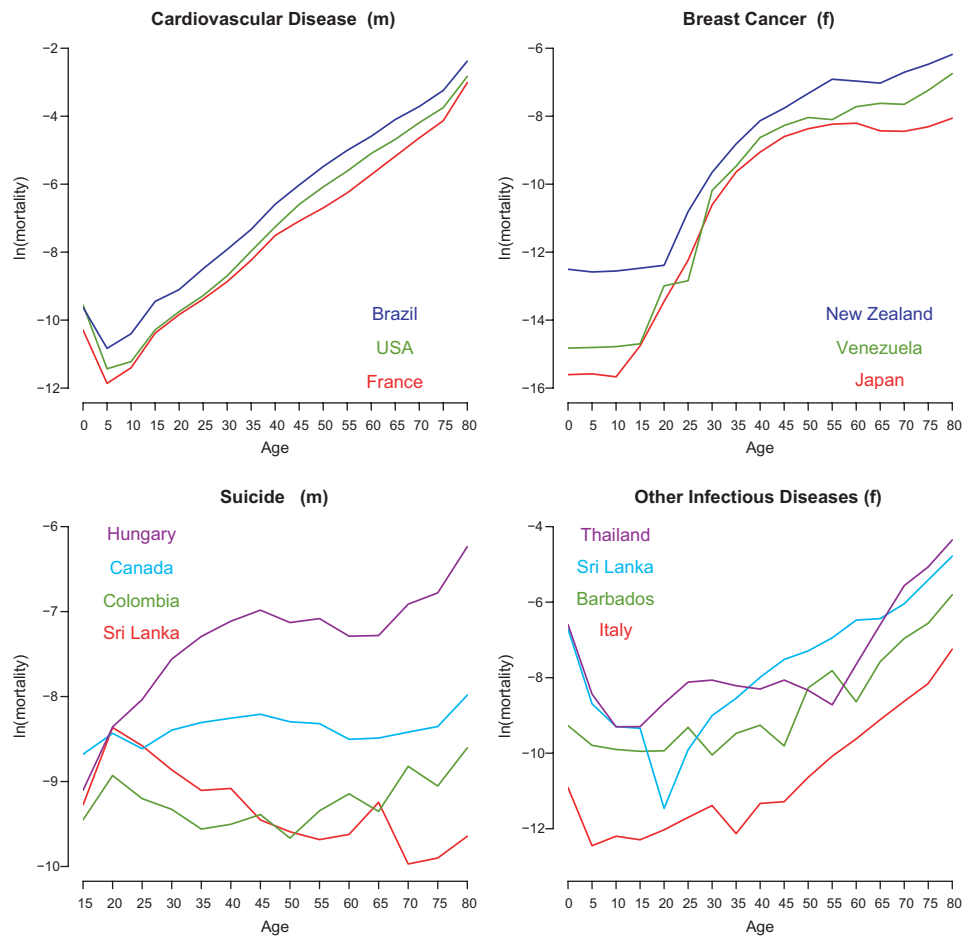 Cardiovascular Disease (m)
ln(mortality)
−2
−4
−6
−8
−10
−12
Brazil
USA
France
0 5 10 15 20 25 30 35 40 45 50 55 60 65 70 75 80
Age
Breast Cancer (f)
ln(mortality)
−6
−8
−10
−12
−14
−16
New Zealand
Venezuela
Japan
0 5 10 15 20 25 30 35 40 45 50 55 60 65 70 75 80
Age
Suicide (m)
ln(mortality)
−6
−7
−8
−9
−10
Hungary
Canada
Colombia
Sri Lanka
15 20 25 30 35 40 45 50 55 60 65 70 75 80
Age
Other Infectious Diseases (f)
ln(mortality)
−4
−6
−8
−10
−12
Thailand
Sri Lanka
Barbados
Italy
0 5 10 15 20 25 30 35 40 45 50 55 60 65 70 75 80
Age